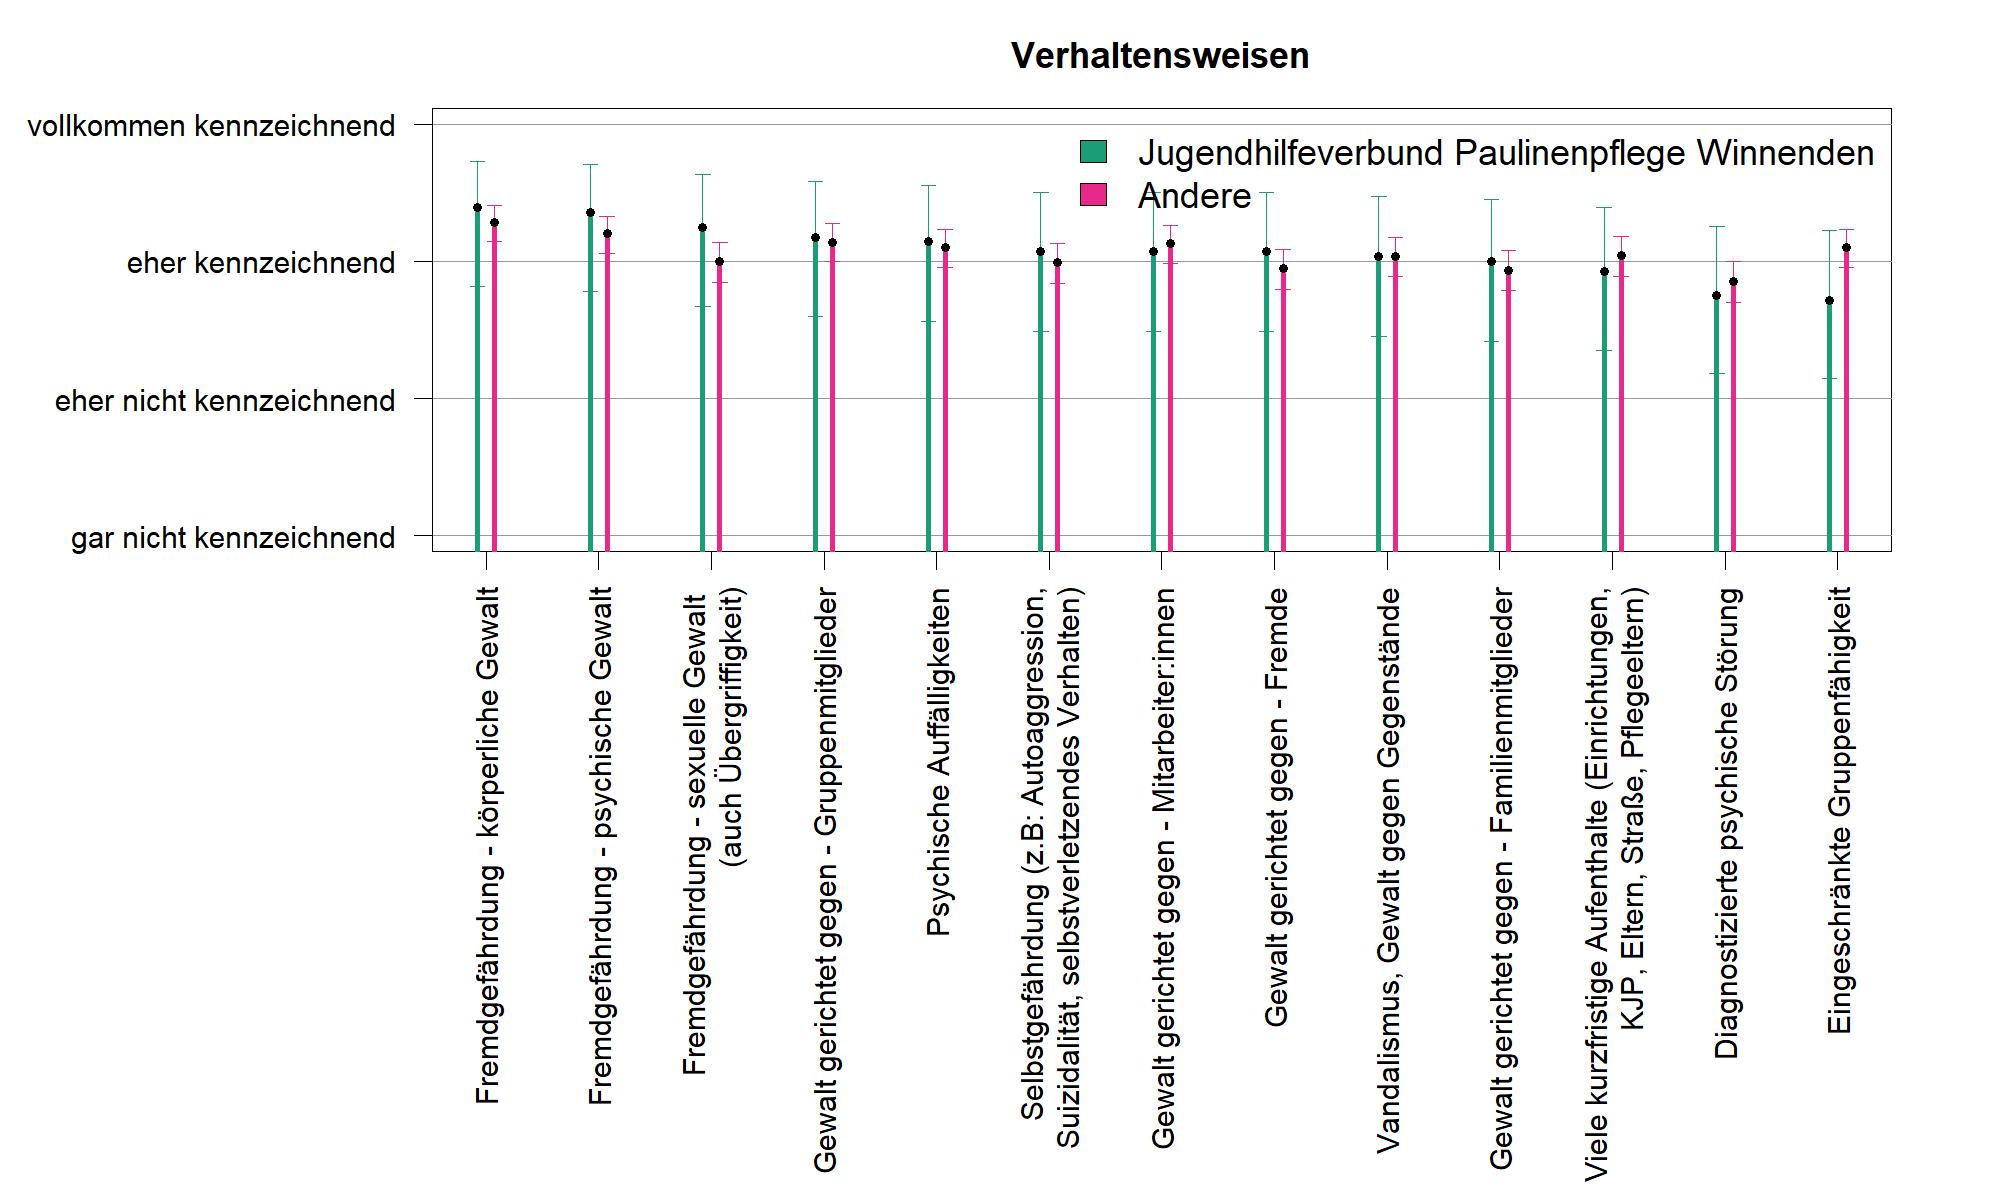 Verhaltensweisen
vollkommen kennzeichnend
eher kennzeichnend
eher nicht kennzeichnend
gar nicht kennzeichnend
Jugendhilfeverbund Paulinenpflege Winnenden
Andere
Fremdgefährdung - körperliche Gewalt
Fremdgefährdung - psychische Gewalt
Fremdgefährdung - sexuelle Gewalt
(auch Übergriffigkeit)
Gewalt gerichtet gegen - Gruppenmitglieder
Psychische Auffälligkeiten
Selbstgefährdung (z.B: Autoaggression,
Suizidalität, selbstverletzendes Verhalten)
Gewalt gerichtet gegen - Mitarbeiter:innen
Gewalt gerichtet gegen - Fremde
Vandalismus, Gewalt gegen Gegenstände
Gewalt gerichtet gegen - Familienmitglieder
Viele kurzfristige Aufenthalte (Einrichtungen,
KJP, Eltern, Straße, Pflegeeltern)
Diagnostizierte psychische Störung
Eingeschränkte Gruppenfähigkeit